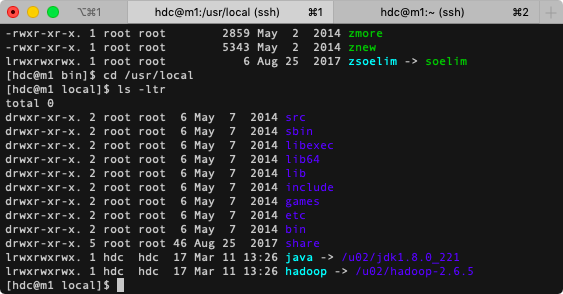 ⌥⌘1 hdc@m1:/usr/local (ssh) ⌘1 hdc@m1:~ (ssh) ⌘2 +
-rwxr-xr-x. 1 root root 2859 May 2 2014 zmore
-rwxr-xr-x. 1 root root 5343 May 2 2014 znew
lrwxrwxrwx. 1 root root 6 Aug 25 2017 zsoelim -> soelim
[hdc@m1 bin]$ cd /usr/local
[hdc@m1 local]$ ls -ltr
total 0
drwxr-xr-x. 2 root root 6 May 7 2014 src
drwxr-xr-x. 2 root root 6 May 7 2014 sbin
drwxr-xr-x. 2 root root 6 May 7 2014 libexec
drwxr-xr-x. 2 root root 6 May 7 2014 lib64
drwxr-xr-x. 2 root root 6 May 7 2014 lib
drwxr-xr-x. 2 root root 6 May 7 2014 include
drwxr-xr-x. 2 root root 6 May 7 2014 games
drwxr-xr-x. 2 root root 6 May 7 2014 etc
drwxr-xr-x. 2 root root 6 May 7 2014 bin
drwxr-xr-x. 5 root root 46 Aug 25 2017 share
lrwxrwxrwx. 1 hdc hdc 17 Mar 11 13:26 java -> /u02/jdk1.8.0_221
lrwxrwxrwx. 1 hdc hdc 17 Mar 11 13:26 hadoop -> /u02/hadoop-2.6.5
[hdc@m1 local]$